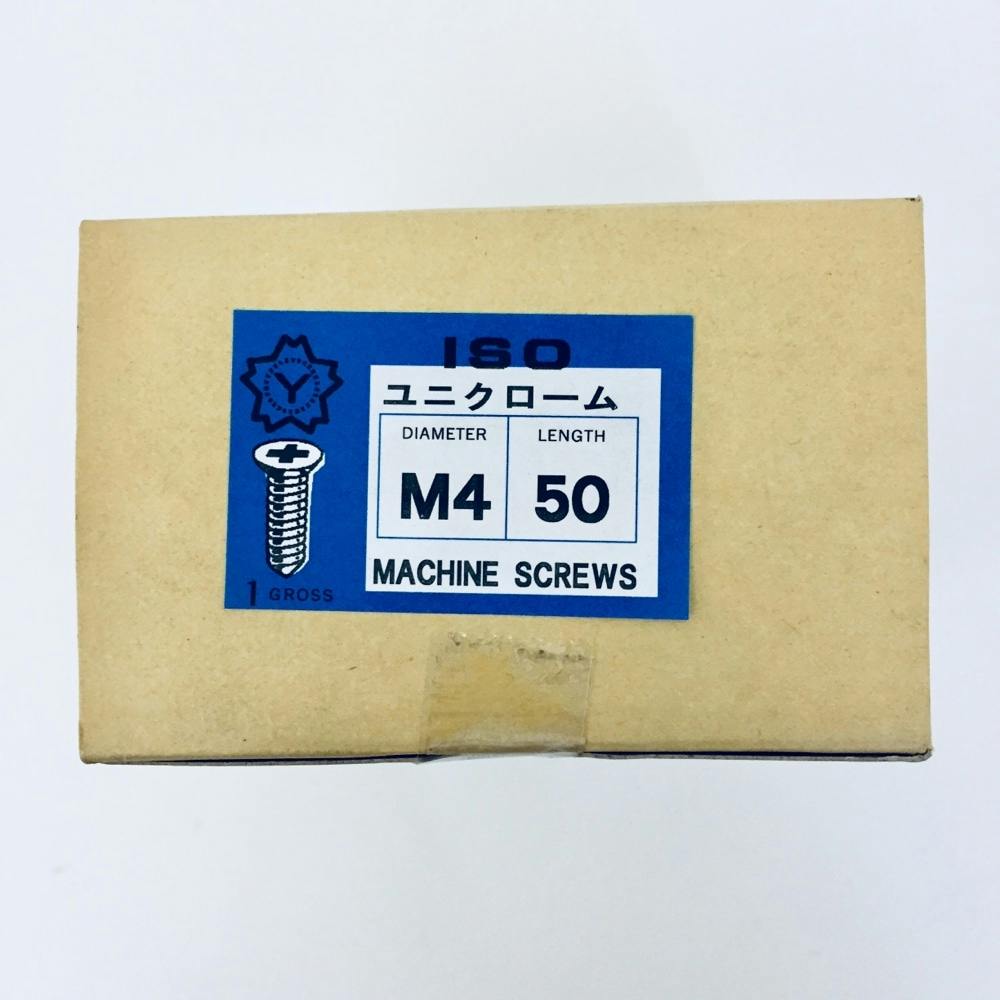 ISO
Y
ユニクローム
DIAMETER
LENGTH
M4
50
MACHINE SCREWS
1 GROSS